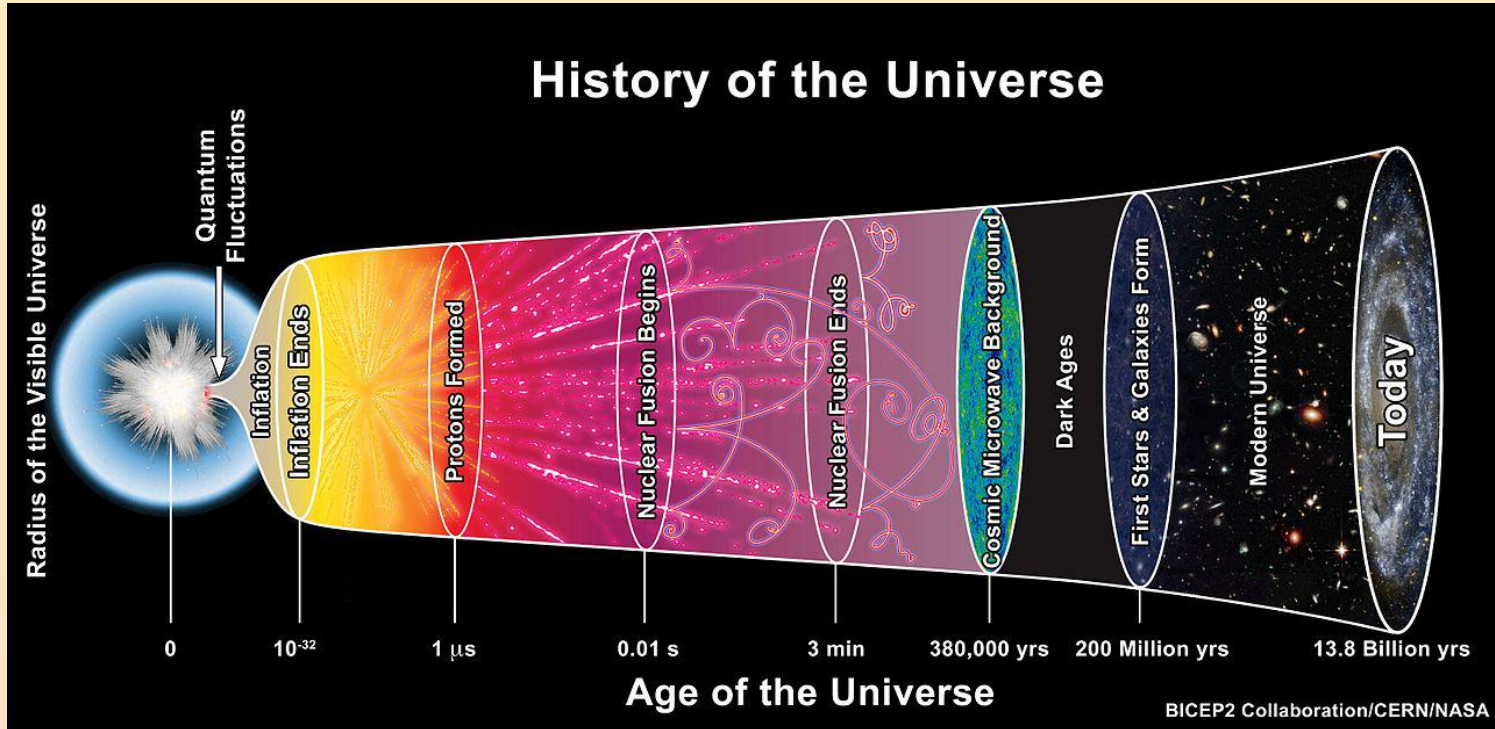 History of the Universe
Radius of the Visible Universe
Quantum
Fluctuations
Inflation
Inflation Ends
Protons Formed
Nuclear Fusion Begins
Nuclear Fusion Ends
Cosmic Microwave Background
Dark Ages
First Stars & Galaxies Form
Modern Universe
Today
0
10⁻³²
1 μs
0.01 s
3 min
380,000 yrs
200 Million yrs
13.8 Billion yrs
Age of the Universe
BICEP2 Collaboration/CERN/NASA